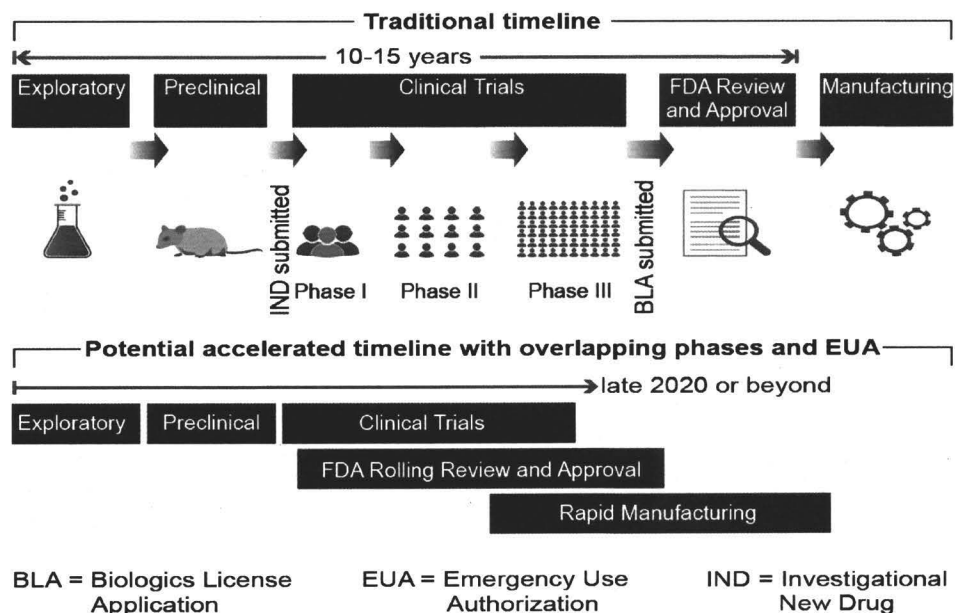 Traditional timeline
10-15 years
Exploratory
Preclinical
Clinical Trials
FDA Review
and Approval
Manufacturing
IND submitted
Phase I
Phase II
Phase III
BLA submitted
Potential accelerated timeline with overlapping phases and EUA
late 2020 or beyond
Exploratory
Preclinical
Clinical Trials
FDA Rolling Review and Approval
Rapid Manufacturing
BLA = Biologics License
Application
EUA = Emergency Use
Authorization
IND = Investigational
New Drug